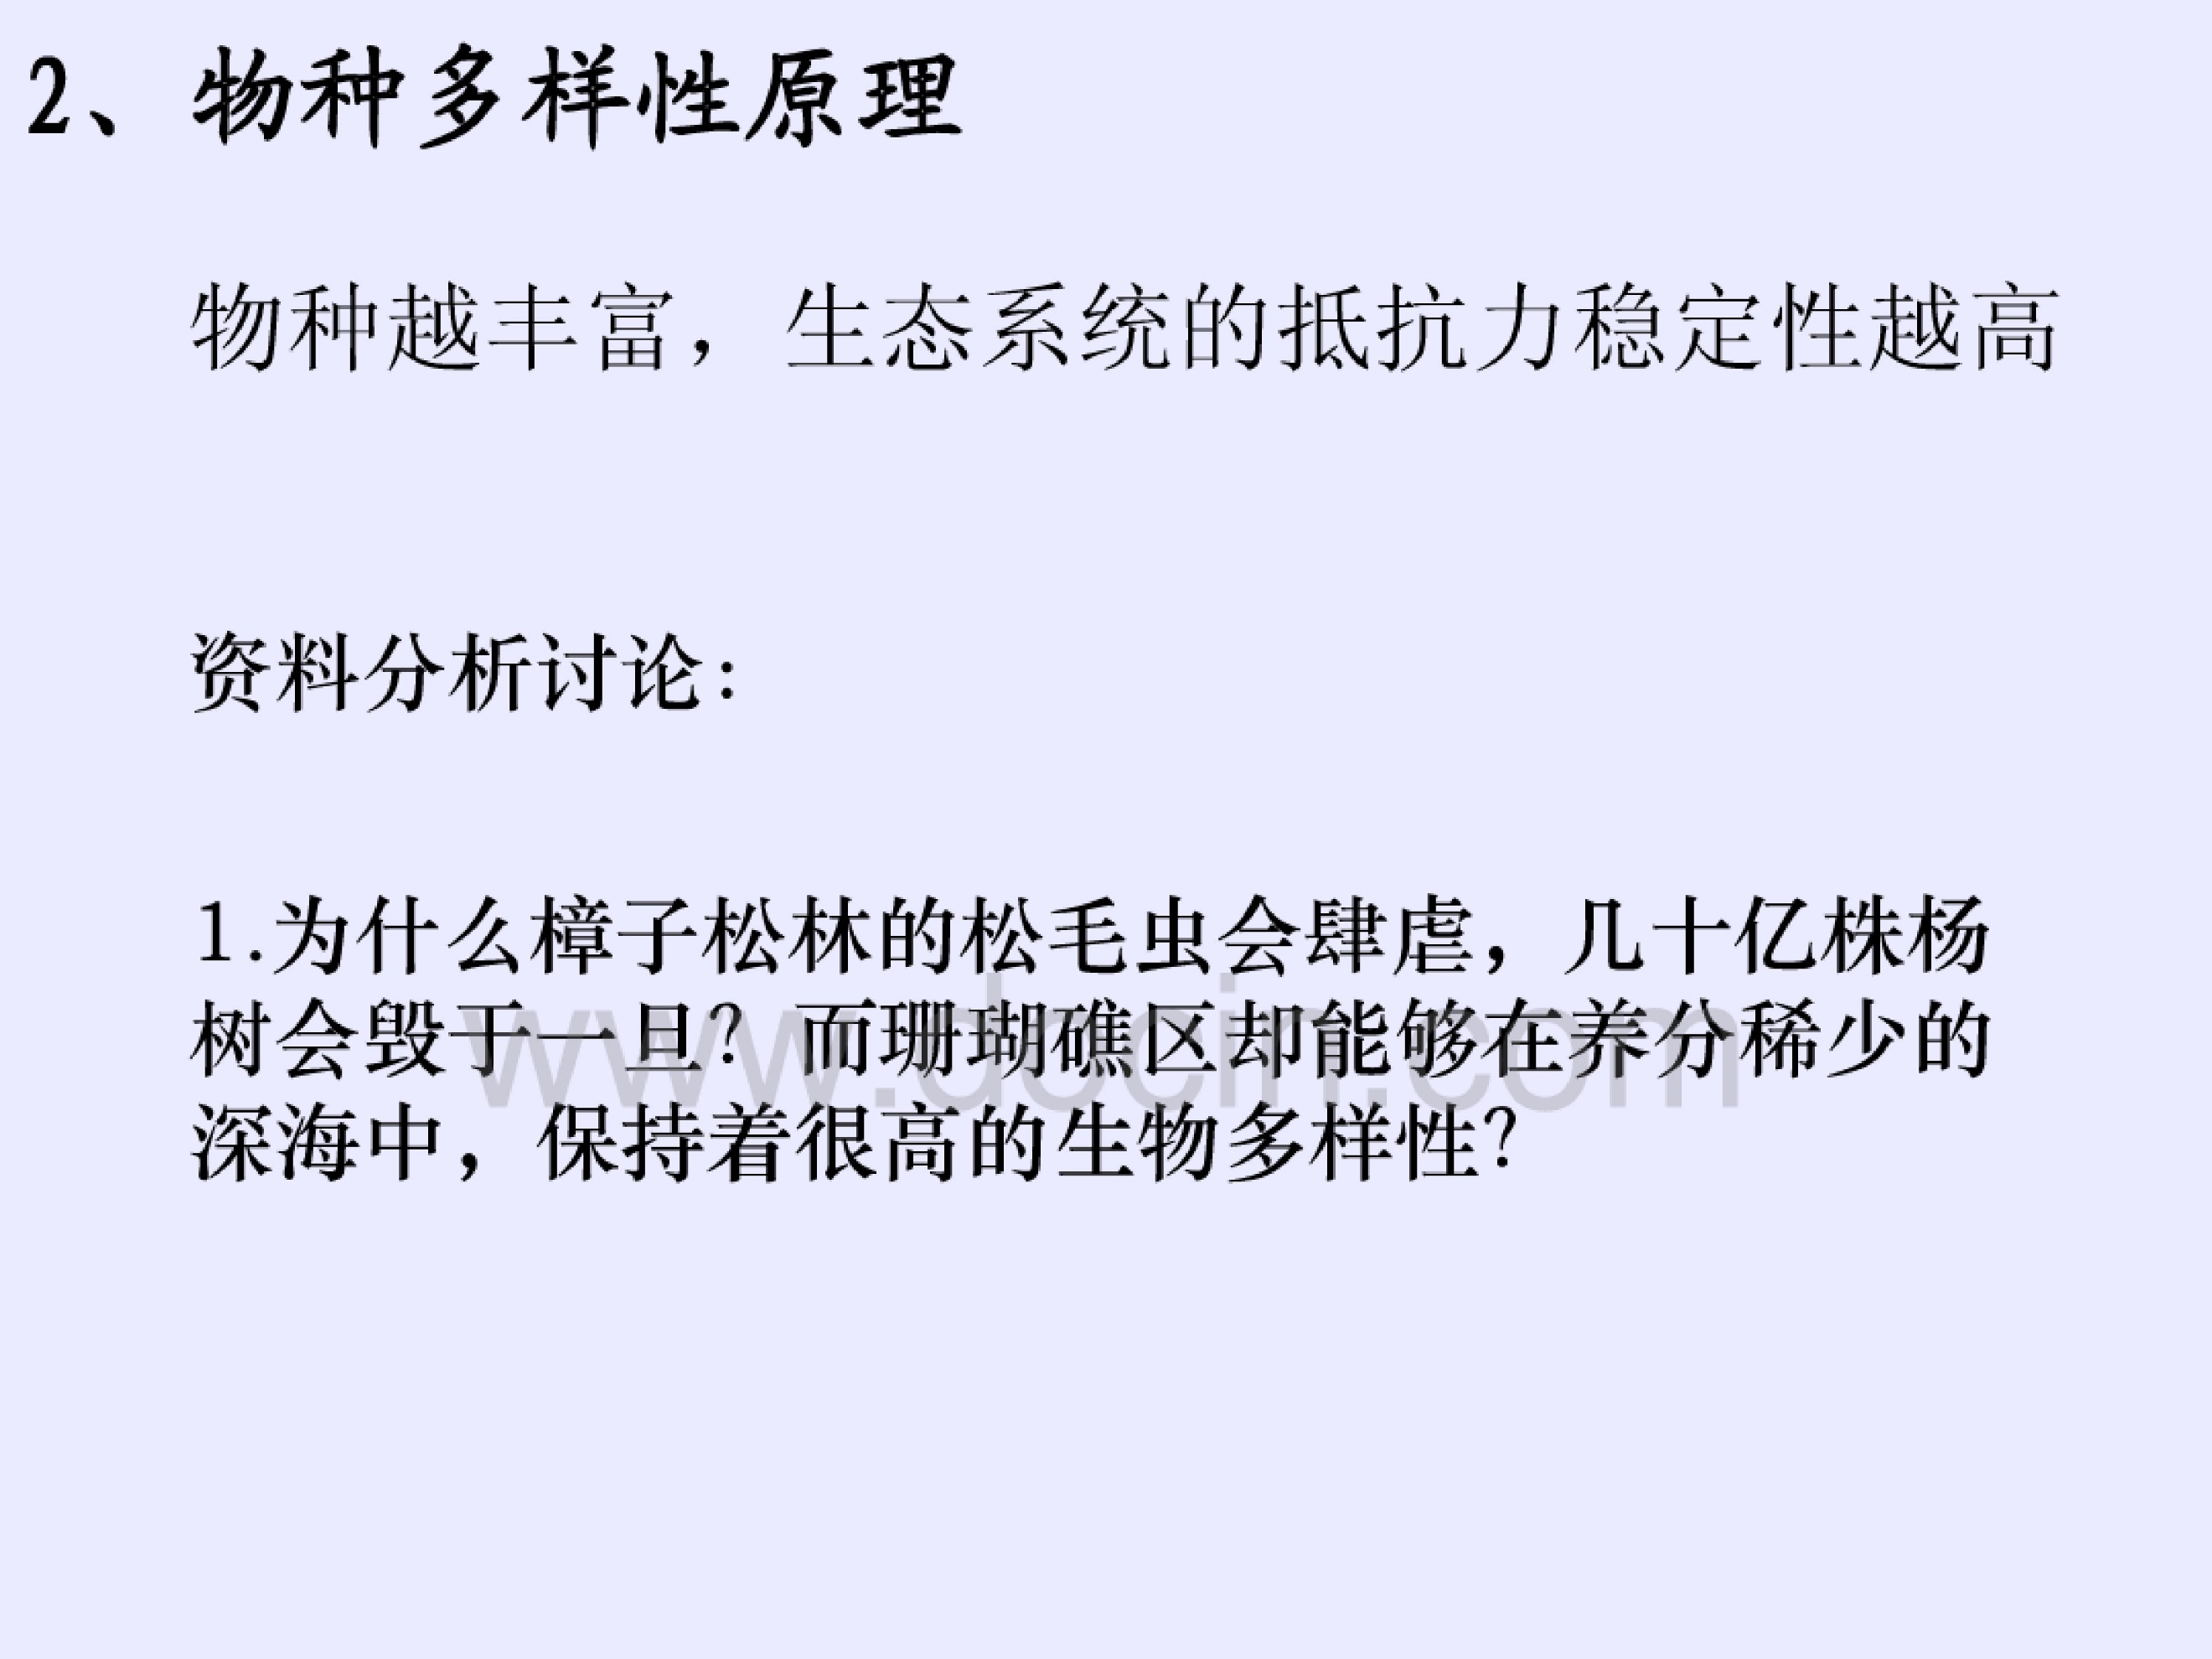 2、物种多样性原理
物种越丰富，生态系统的抵抗力稳定性越高
资料分析讨论：
1.为什么樟子松林的松毛虫会肆虐，几十亿株杨
树会毁于一旦？而珊瑚礁区却能够在养分稀少的
深海中，保持着很高的生物多样性？
www.docin.com